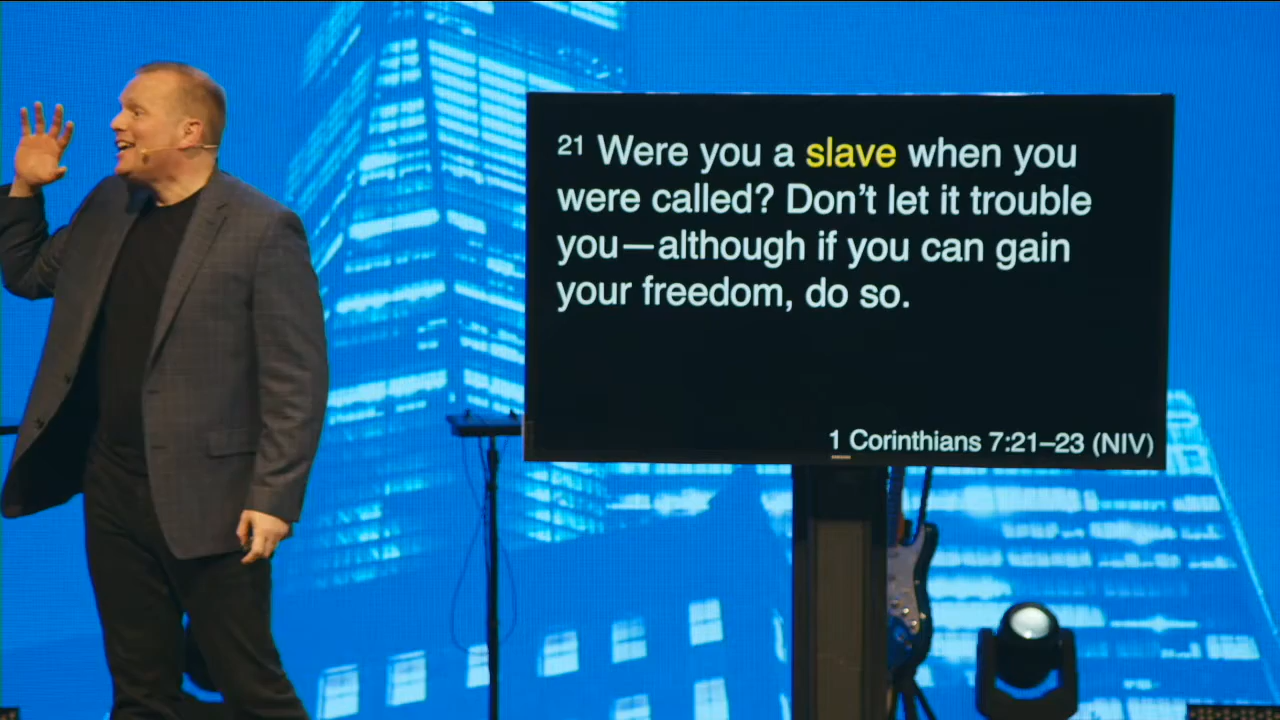 21 Were you a slave when you
were called? Don’t let it trouble
you—although if you can gain
your freedom, do so.
1 Corinthians 7:21–23 (NIV)